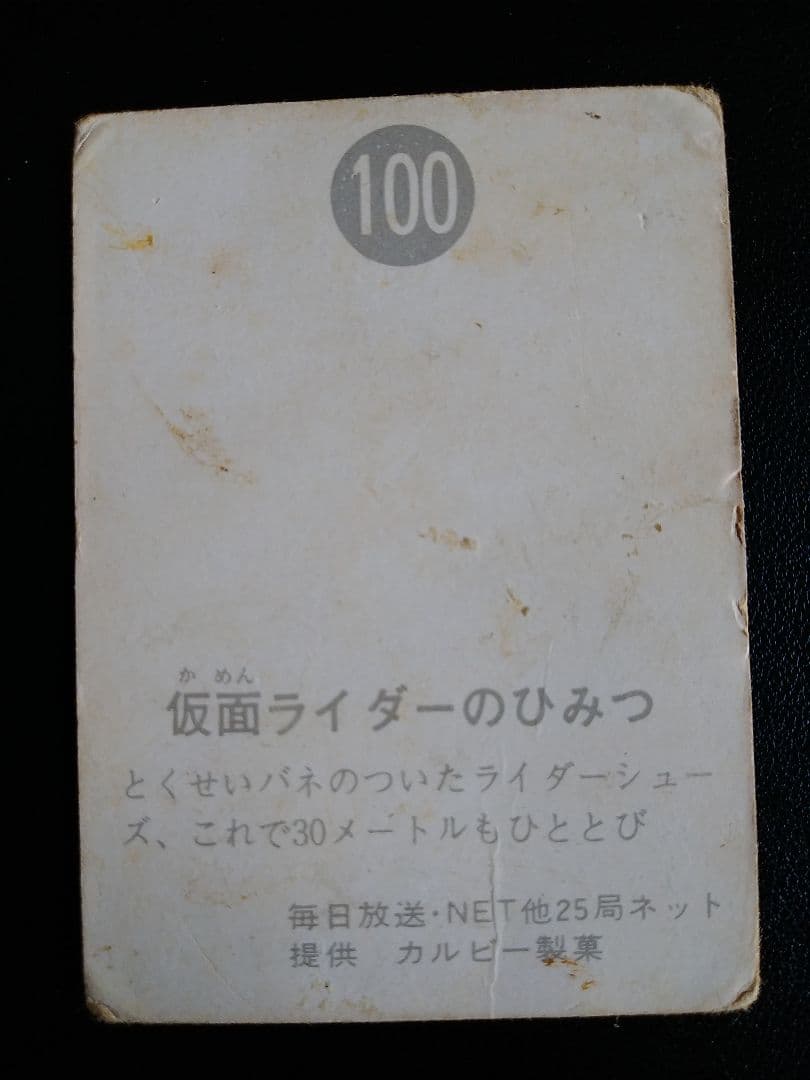 100
か めん
仮面ライダーのひみつ
とくせいバネのついたライダーシュー
ズ、これで30メートルもひととび
毎日放送・NET他25局ネット
提供　カルビー製菓